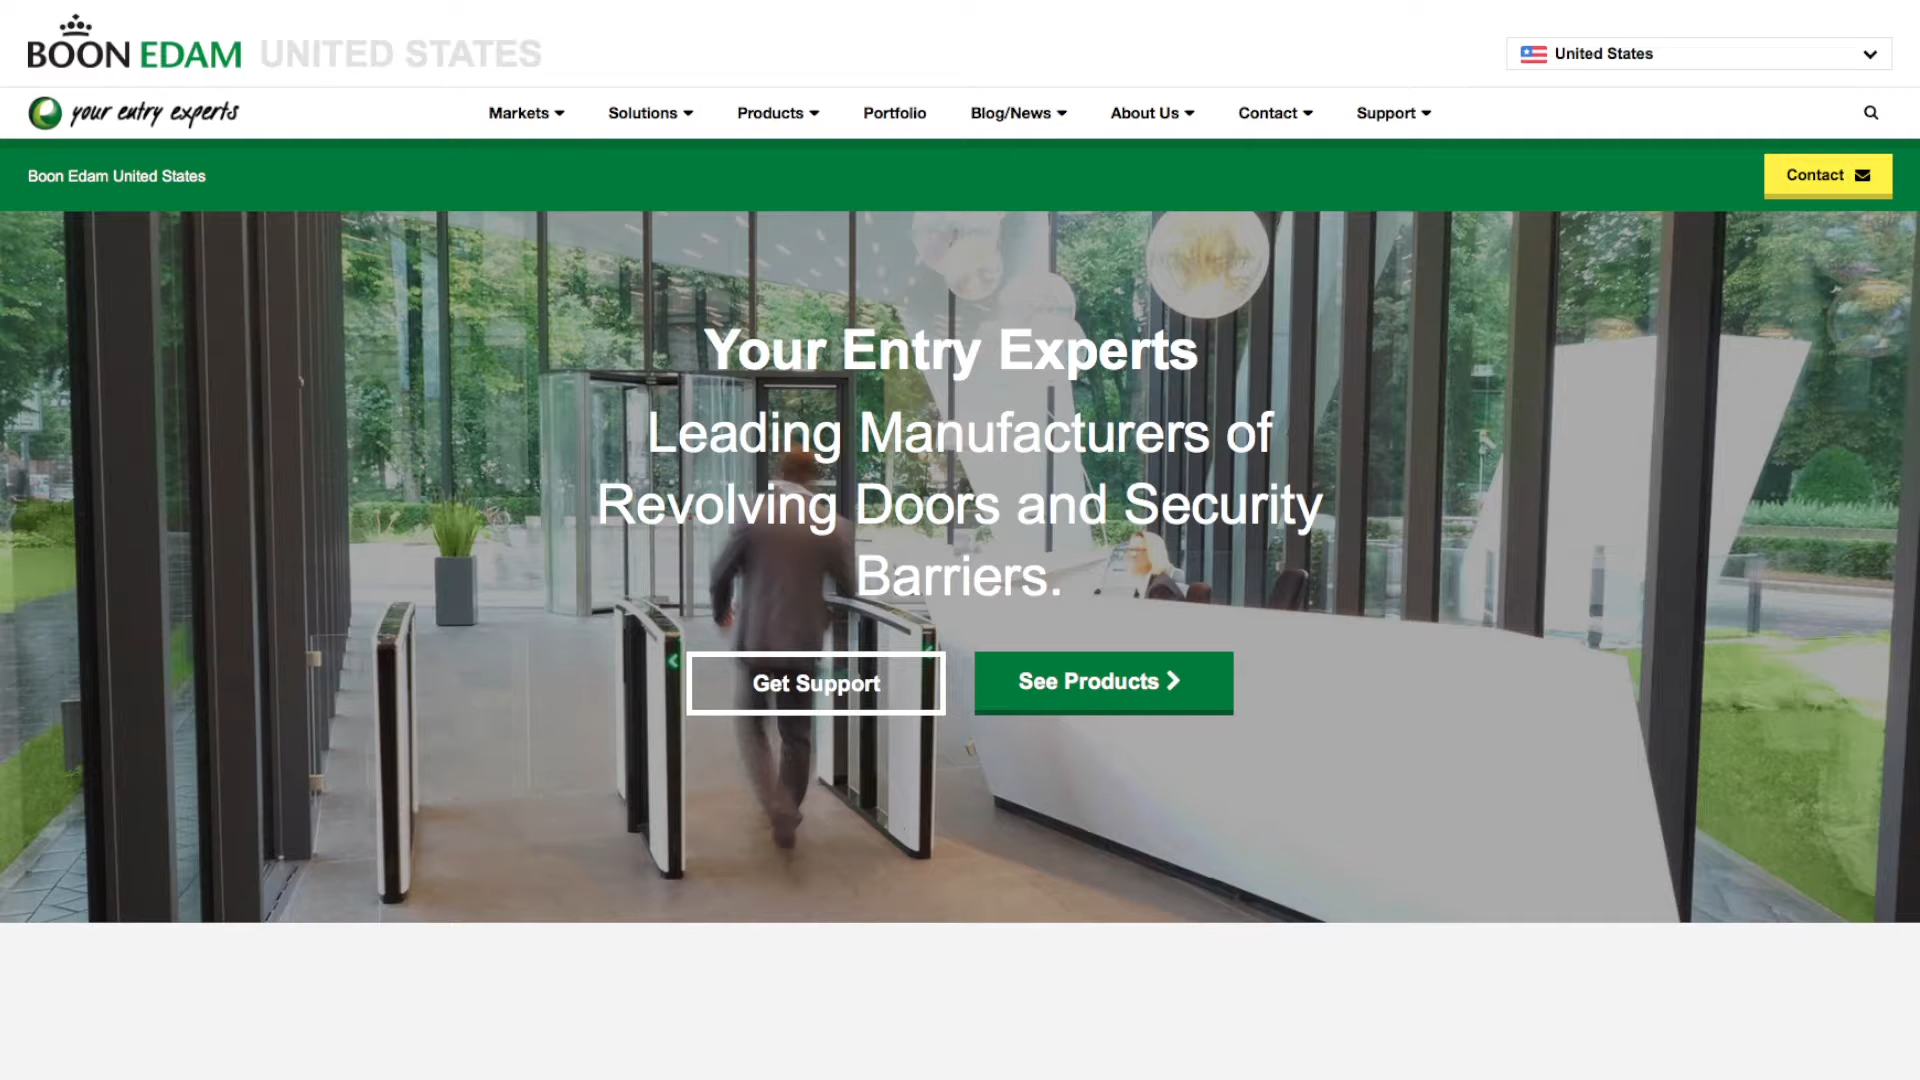 BOON EDAM UNITED STATES
United States
your entry experts
Markets
Solutions
Products
Portfolio
Blog/News
About Us
Contact
Support
Boon Edam United States
Contact
Your Entry Experts
Leading Manufacturers of
Revolving Doors and Security
Barriers.
Get Support
See Products